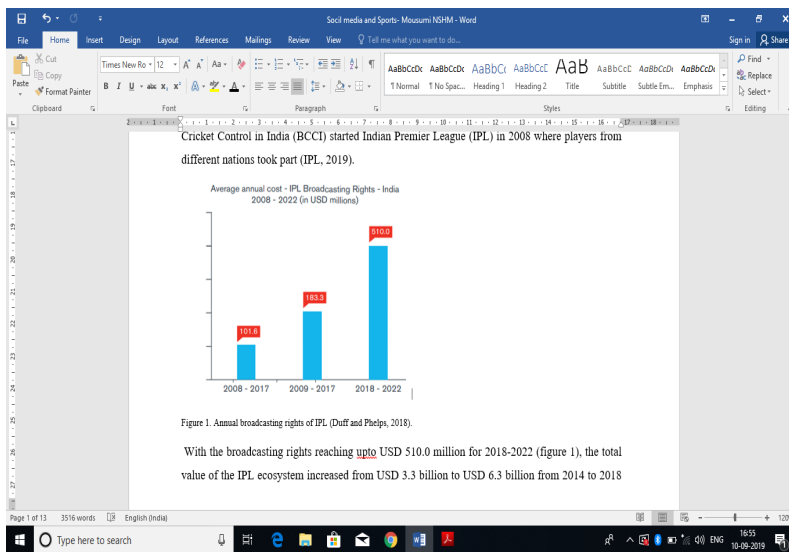 Socil media and Sports- Mousumi NSHM - Word
File Home Insert Design Layout References Mailings Review View Tell me what you want to do... Sign in Share
Paste
Cut
Copy
Format Painter
Clipboard
Times New Ro 12
Font
Paragraph
AaBbCcDc AaBbCcDc AaBbC( AaBbCcE AaB AaBbCcD AaBbCcDt AaBbCcDt
¶ Normal ¶ No Spac... Heading 1 Heading 2 Title Subtitle Subtle Em... Emphasis
Styles
Find
Replace
Select
Editing
Cricket Control in India (BCCI) started Indian Premier League (IPL) in 2008 where players from
different nations took part (IPL, 2019).
Average annual cost - IPL Broadcasting Rights - India
2008 - 2022 (in USD millions)
510.0
183.3
101.6
2008 - 2017 2009 - 2017 2018 - 2022
Figure 1. Annual broadcasting rights of IPL (Duff and Phelps, 2018).
With the broadcasting rights reaching upto USD 510.0 million for 2018-2022 (figure 1), the total
value of the IPL ecosystem increased from USD 3.3 billion to USD 6.3 billion from 2014 to 2018
Page 1 of 13 3516 words English (India) 120
Type here to search
ENG
16:55
10-09-2019